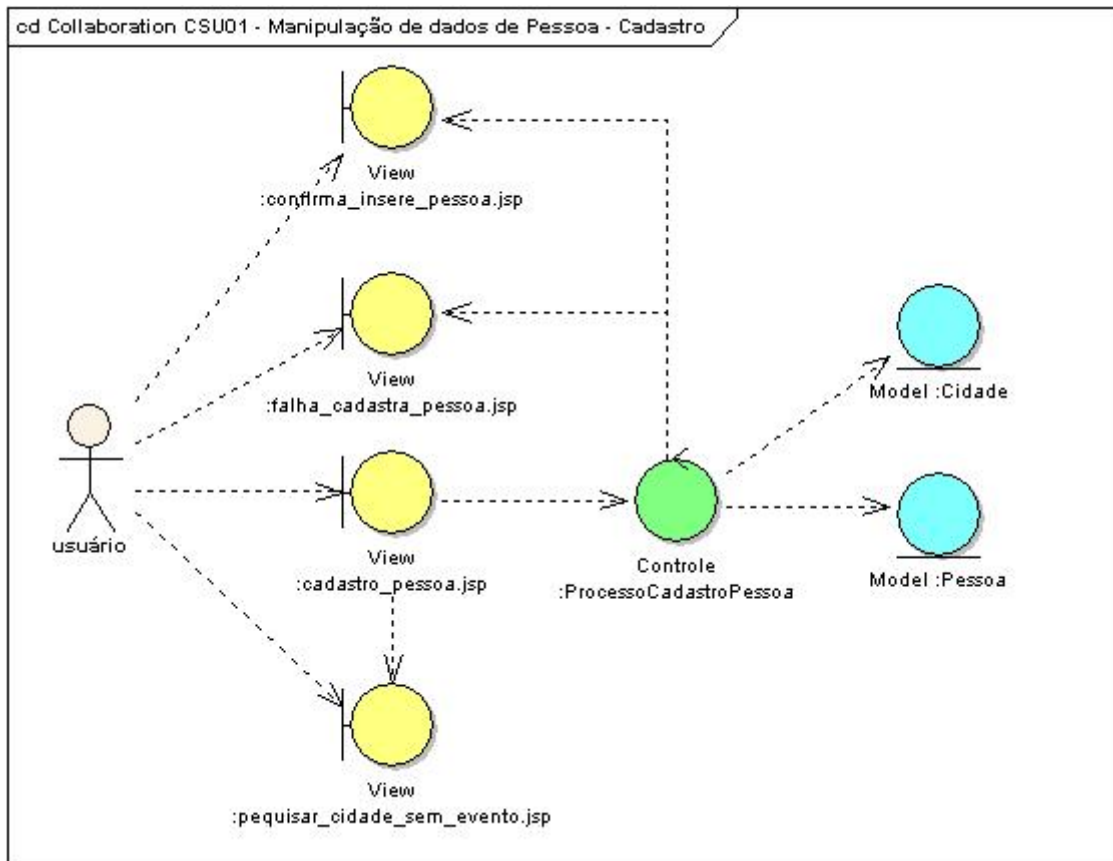 cd Collaboration CSU01 - Manipulação de dados de Pessoa - Cadastro
View
:confirma_insere_pessoa.jsp
View
:falha_cadastra_pessoa.jsp
Model :Cidade
usuário
View
:cadastro_pessoa.jsp
Controle
:ProcessoCadastroPessoa
Model :Pessoa
View
:pequisar_cidade_sem_evento.jsp